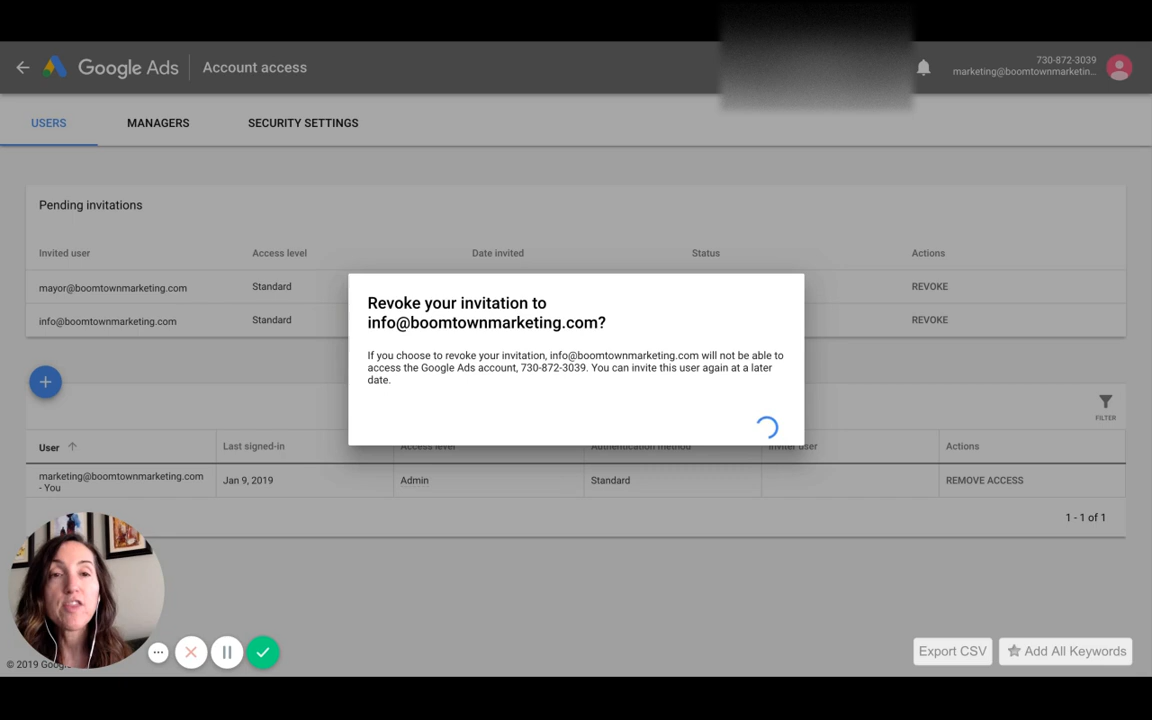 Google Ads
Account access
730-872-3039
marketing@boomtownmarketin...
USERS
MANAGERS
SECURITY SETTINGS
Pending invitations
Invited user
Access level
Date invited
Status
Actions
mayor@boomtownmarketing.com
Standard
REVOKE
info@boomtownmarketing.com
Standard
REVOKE
Revoke your invitation to
info@boomtownmarketing.com?
If you choose to revoke your invitation, info@boomtownmarketing.com will not be able to
access the Google Ads account, 730-872-3039. You can invite this user again at a later
date.
FILTER
User
Last signed-in
Access level
Authentication method
Inviter user
Actions
marketing@boomtownmarketing.com
- You
Jan 9, 2019
Admin
Standard
REMOVE ACCESS
1 - 1 of 1
Export CSV
Add All Keywords
© 2019 Google